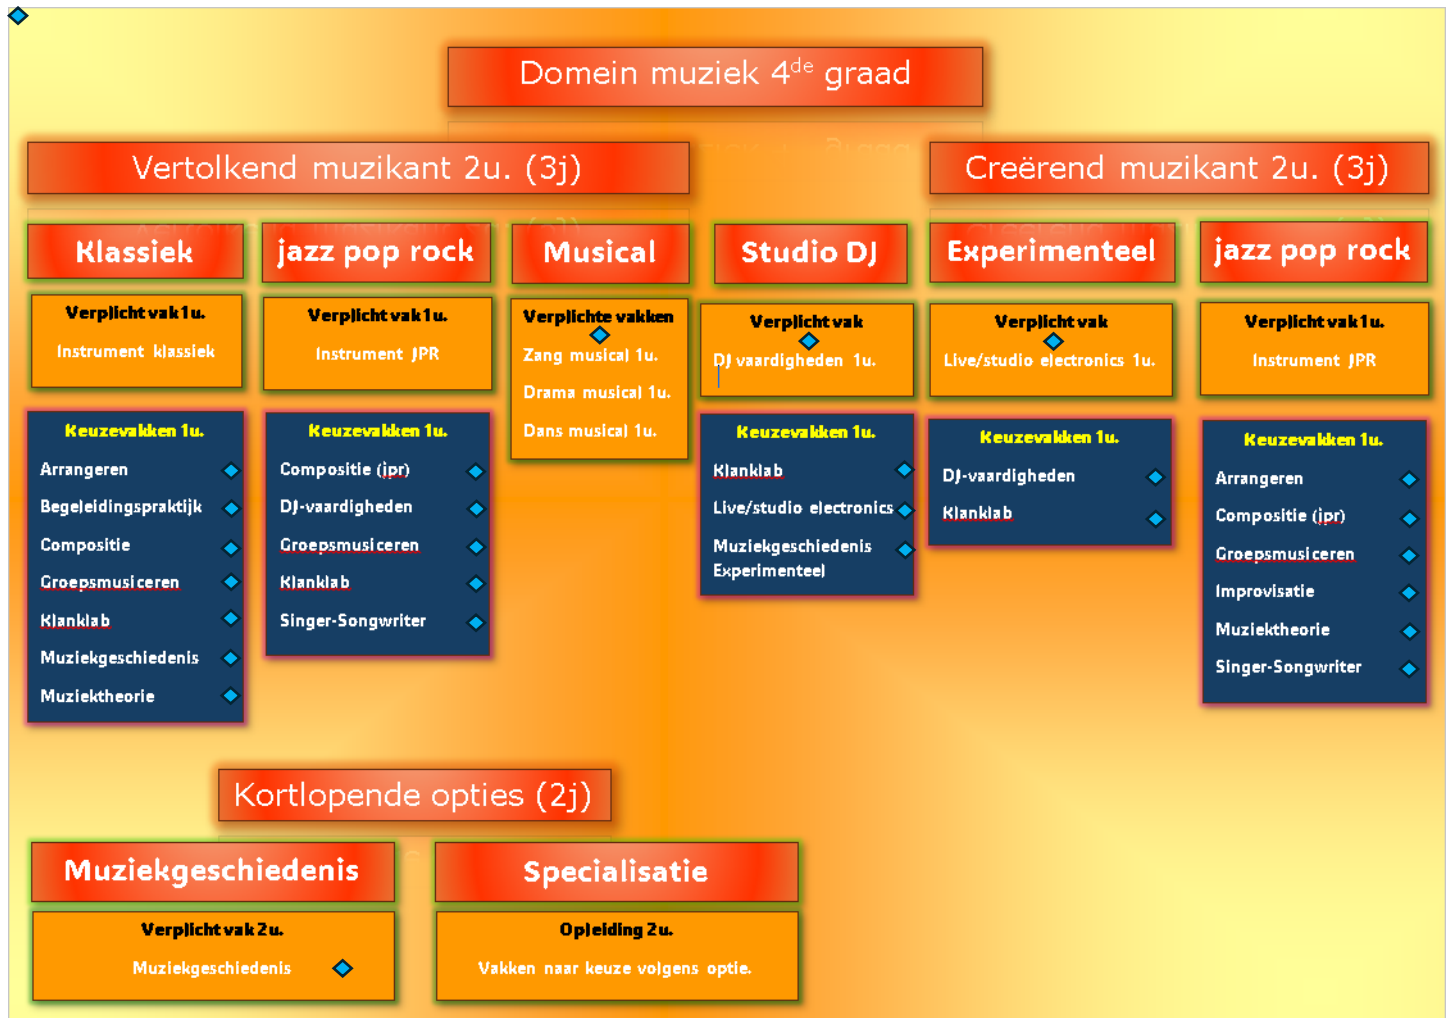 Domein muziek 4de graad
Vertolkend muzikant 2u. (3j)
Creërend muzikant 2u. (3j)
Klassiek
Verplicht vak 1u.
Instrument klassiek
Keuzevakken 1u.
Arrangeren
Begeleidingspraktijk
Compositie
Groepsmusiceren
Klanklab
Muziekgeschiedenis
Muziektheorie
jazz pop rock
Verplicht vak 1u.
Instrument JPR
Keuzevakken 1u.
Compositie (jpr)
DJ-vaardigheden
Groepsmusiceren
Klanklab
Singer-Songwriter
Musical
Verplichte vakken
Zang musical 1u.
Drama musical 1u.
Dans musical 1u.
Studio DJ
Verplicht vak
DJ vaardigheden 1u.
Keuzevakken 1u.
Klanklab
Live/studio electronics
Muziekgeschiedenis
Experimenteel
Experimenteel
Verplicht vak
Live/studio electronics 1u.
Keuzevakken 1u.
DJ-vaardigheden
Klanklab
jazz pop rock
Verplicht vak 1u.
Instrument JPR
Keuzevakken 1u.
Arrangeren
Compositie (jpr)
Groepsmusiceren
Improvisatie
Muziektheorie
Singer-Songwriter
Kortlopende opties (2j)
Muziekgeschiedenis
Verplicht vak 2u.
Muziekgeschiedenis
Specialisatie
Opleiding 2u.
Vakken naar keuze volgens optie.